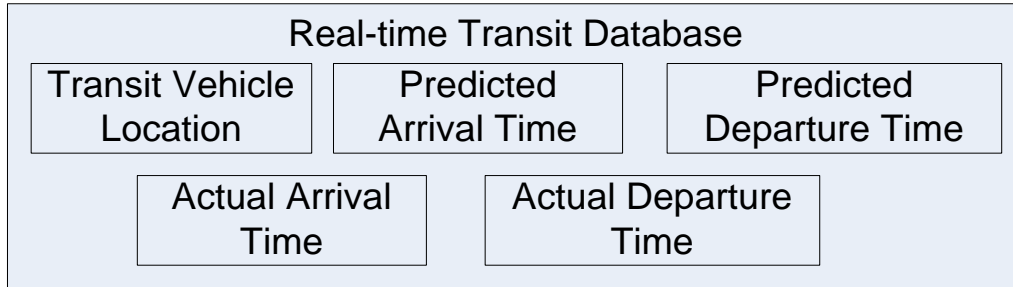 Real-time Transit Database
Transit Vehicle
Location
Predicted
Arrival Time
Predicted
Departure Time
Actual Arrival
Time
Actual Departure
Time